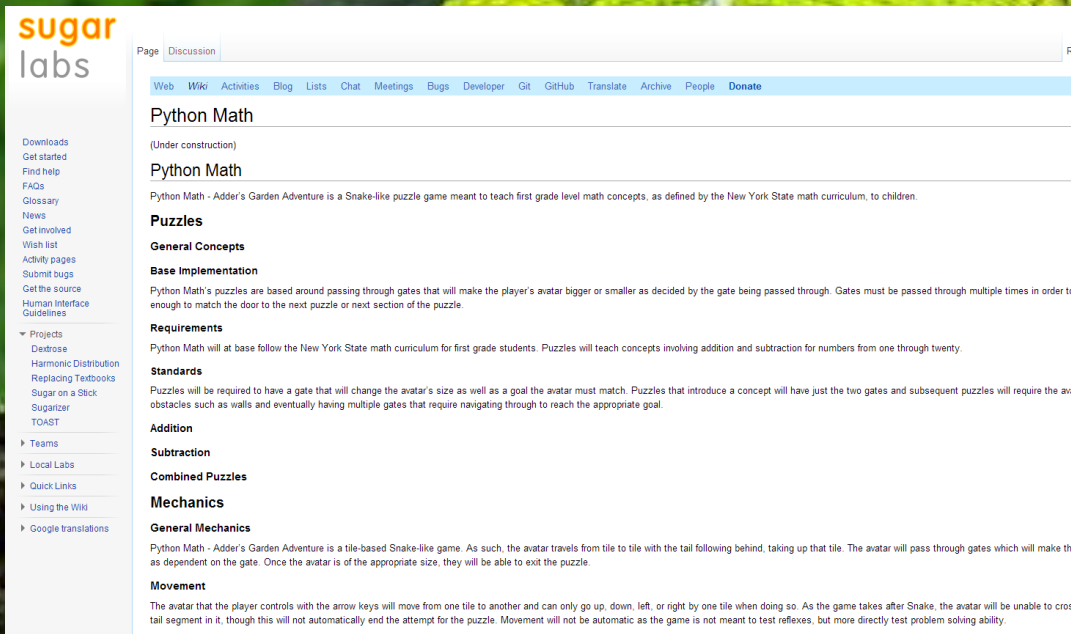 sugar
labs
Page
Discussion
Web Wiki Activities Blog Lists Chat Meetings Bugs Developer Git GitHub Translate Archive People Donate
Downloads
Get started
Find help
FAQs
Glossary
News
Get involved
Wish list
Activity pages
Submit bugs
Get the source
Human Interface
Guidelines
Projects
Dextrose
Harmonic Distribution
Replacing Textbooks
Sugar on a Stick
Sugarizer
TOAST
Teams
Local Labs
Quick Links
Using the Wiki
Google translations
Python Math
(Under construction)
Python Math
Python Math - Adder's Garden Adventure is a Snake-like puzzle game meant to teach first grade level math concepts, as defined by the New York State math curriculum, to children.
Puzzles
General Concepts
Base Implementation
Python Math's puzzles are based around passing through gates that will make the player's avatar bigger or smaller as decided by the gate being passed through. Gates must be passed through multiple times in order
enough to match the door to the next puzzle or next section of the puzzle.
Requirements
Python Math will at base follow the New York State math curriculum for first grade students. Puzzles will teach concepts involving addition and subtraction for numbers from one through twenty.
Standards
Puzzles will be required to have a gate that will change the avatar's size as well as a goal the avatar must match. Puzzles that introduce a concept will have just the two gates and subsequent puzzles will require the
obstacles such as walls and eventually having multiple gates that require navigating through to reach the appropriate goal.
Addition
Subtraction
Combined Puzzles
Mechanics
General Mechanics
Python Math - Adder's Garden Adventure is a tile-based Snake-like game. As such, the avatar travels from tile to tile with the tail following behind, taking up that tile. The avatar will pass through gates which will make
as dependent on the gate. Once the avatar is of the appropriate size, they will be able to exit the puzzle.
Movement
The avatar that the player controls with the arrow keys will move from one tile to another and can only go up, down, left, or right by one tile when doing so. As the game takes after Snake, the avatar will be unable to
tail segment in it, though this will not automatically end the attempt for the puzzle. Movement will not be automatic as the game is not meant to test reflexes, but more directly test problem solving ability.